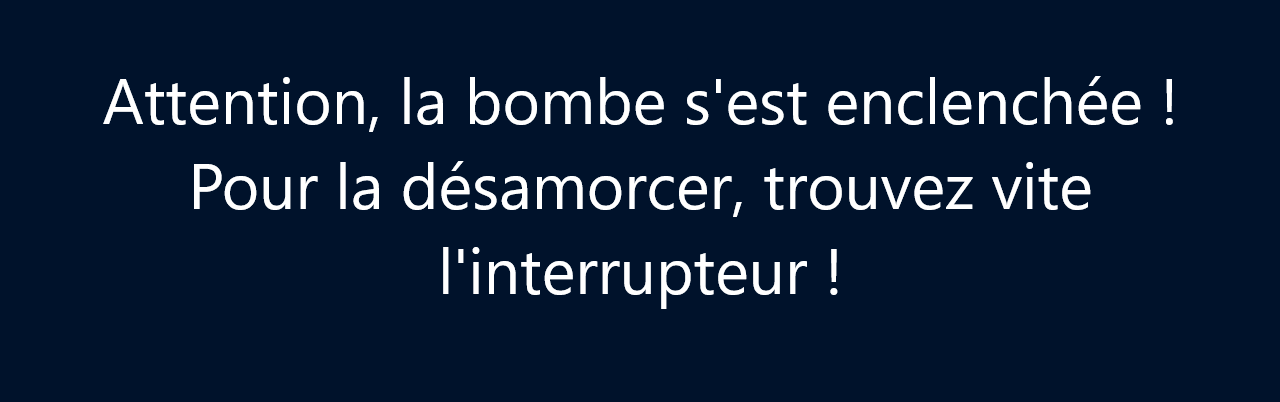 Attention, la bombe s'est enclenchée !
Pour la désamorcer, trouvez vite
l'interrupteur !